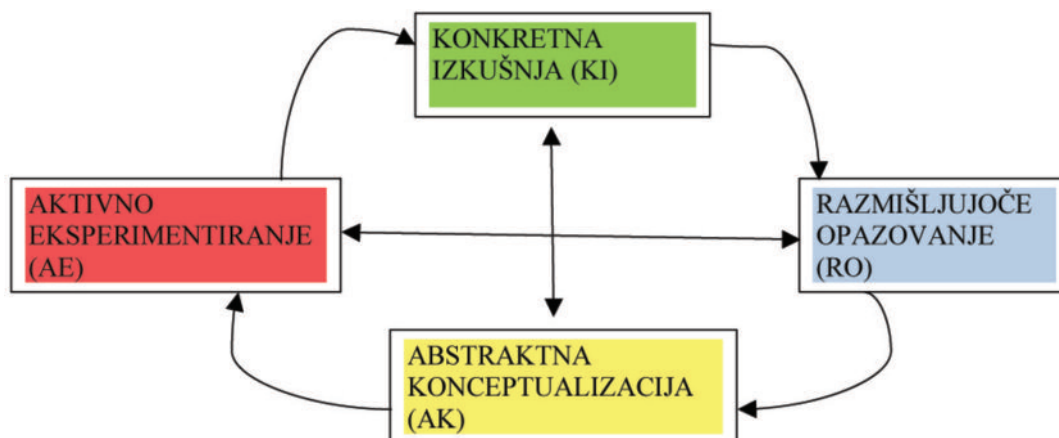 KONKRETNA
IZKUŠNJA (KI)
AKTIVNO
EKSPERIMENTIRANJE
(AE)
RAZMIŠLJUJOČE
OPAZOVANJE
(RO)
ABSTRAKTNA
KONCEPTUALIZACIJA
(AK)